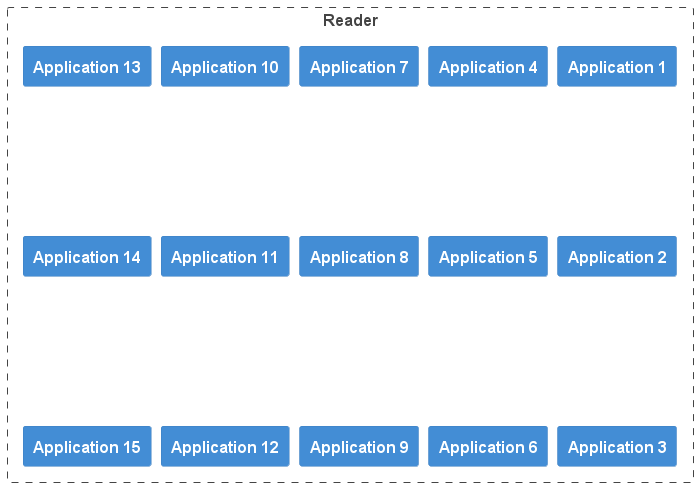 Reader
Application 13
Application 10
Application 7
Application 4
Application 1
Application 14
Application 11
Application 8
Application 5
Application 2
Application 15
Application 12
Application 9
Application 6
Application 3